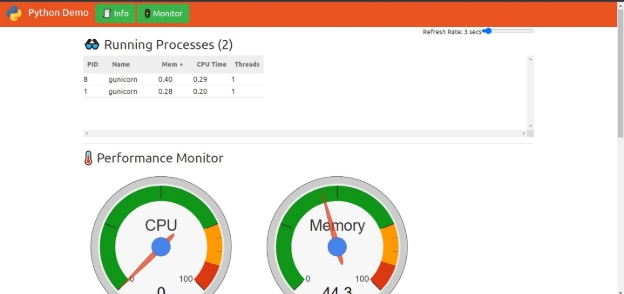 Python Demo Info Monitor
Refresh Rate: 3 secs
Running Processes (2)
PID Name Mem CPU Time Threads
8 gunicorn 0.40 0.29 1
1 gunicorn 0.28 0.20 1
Performance Monitor
CPU Memory
0 100 0 100
0 44.3